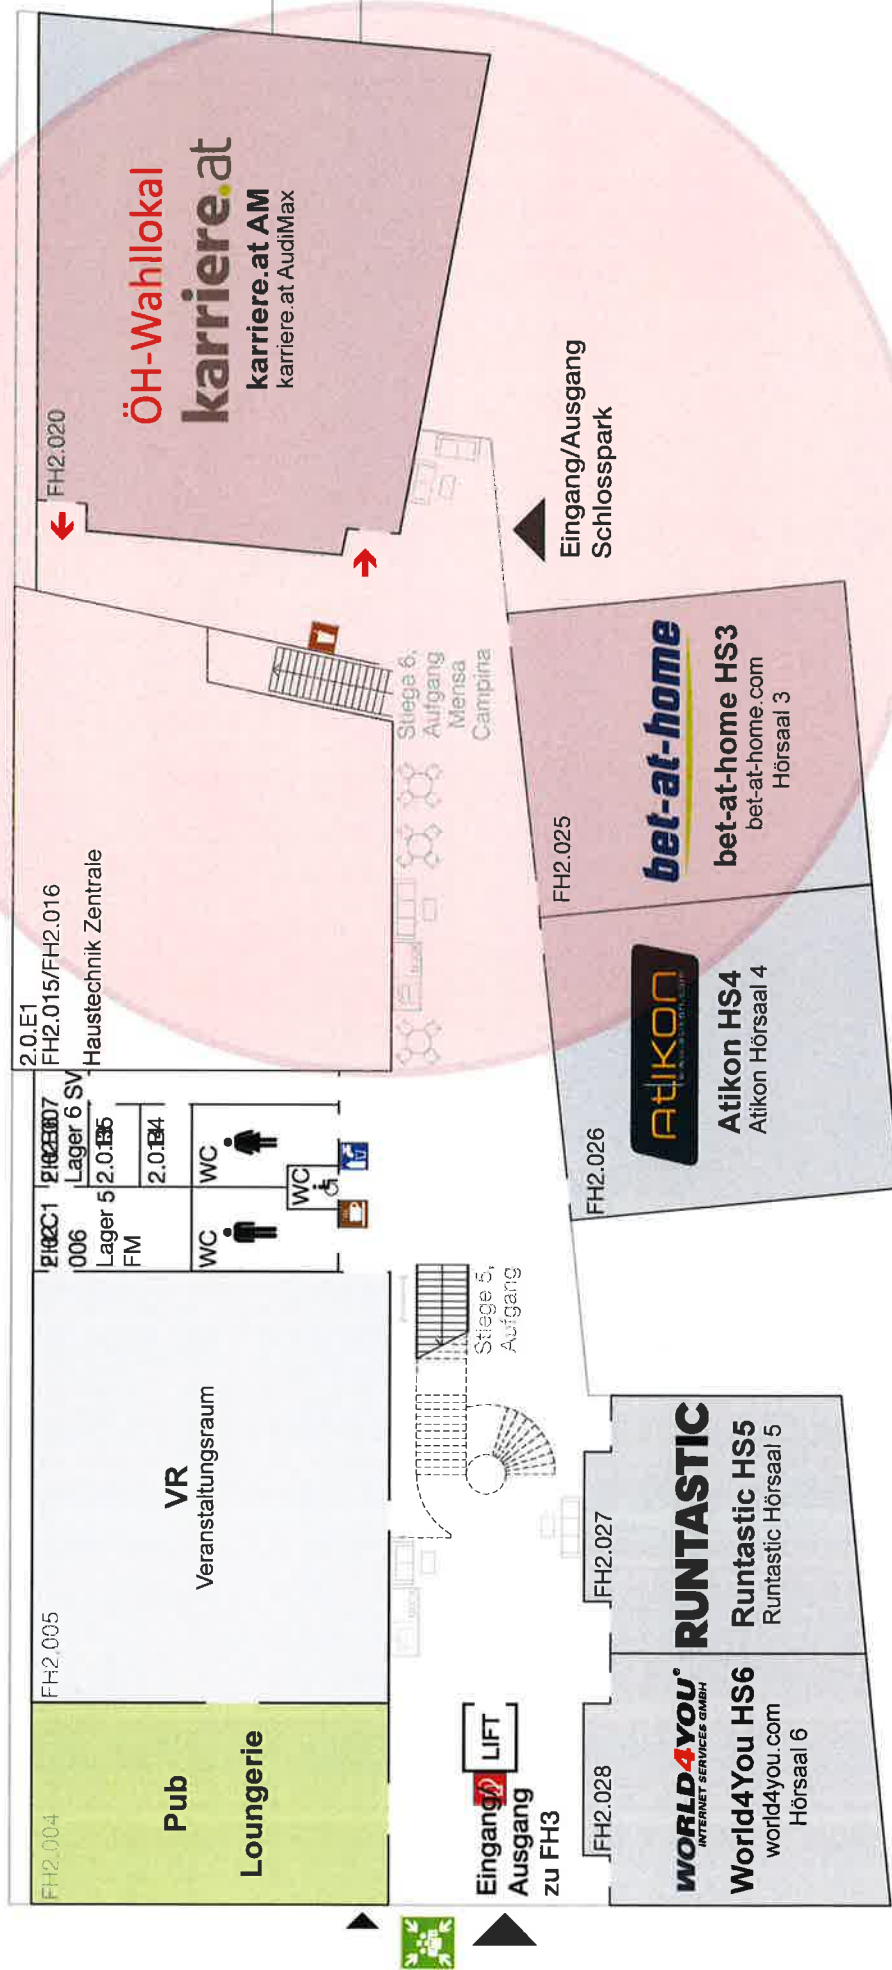 FH2.004
Pub
Loungerie
FH2.005
VR
Veranstaltungsraum
006
Lager 5
FM
Lager 6 SV
WC
WC
WC
2.0.E1
FH2.015/FH2.016
Haustechnik Zentrale
FH2.020
ÖH-Wahllokal
karriere.at
karriere.at AM
karriere.at AudiMax
Stiege 5,
Aufgang
Stiege 6,
Aufgang
Mensa
Campina
Eingang/Ausgang
Schlosspark
Eingang/
Ausgang
zu FH3
LIFT
FH2.028
WORLD4YOU®
INTERNET SERVICES GMBH
World4You HS6
world4you.com
Hörsaal 6
FH2.027
RUNTASTIC
Runtastic HS5
Runtastic Hörsaal 5
FH2.026
Atikon
Atikon HS4
Atikon Hörsaal 4
FH2.025
bet-at-home
bet-at-home HS3
bet-at-home.com
Hörsaal 3